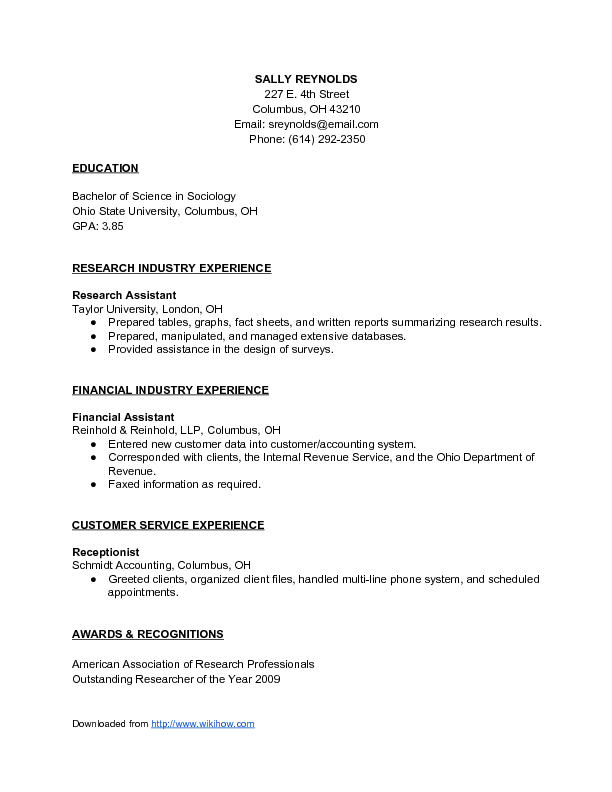 SALLY REYNOLDS
227 E. 4th Street
Columbus, OH 43210
Email: sreynolds@email.com
Phone: (614) 292-2350
EDUCATION
Bachelor of Science in Sociology
Ohio State University, Columbus, OH
GPA: 3.85
RESEARCH INDUSTRY EXPERIENCE
Research Assistant
Taylor University, London, OH
● Prepared tables, graphs, fact sheets, and written reports summarizing research results.
● Prepared, manipulated, and managed extensive databases.
● Provided assistance in the design of surveys.
FINANCIAL INDUSTRY EXPERIENCE
Financial Assistant
Reinhold & Reinhold, LLP, Columbus, OH
● Entered new customer data into customer/accounting system.
● Corresponded with clients, the Internal Revenue Service, and the Ohio Department of
Revenue.
● Faxed information as required.
CUSTOMER SERVICE EXPERIENCE
Receptionist
Schmidt Accounting, Columbus, OH
● Greeted clients, organized client files, handled multi-line phone system, and scheduled
appointments.
AWARDS & RECOGNITIONS
American Association of Research Professionals
Outstanding Researcher of the Year 2009
Downloaded from http://www.wikihow.com